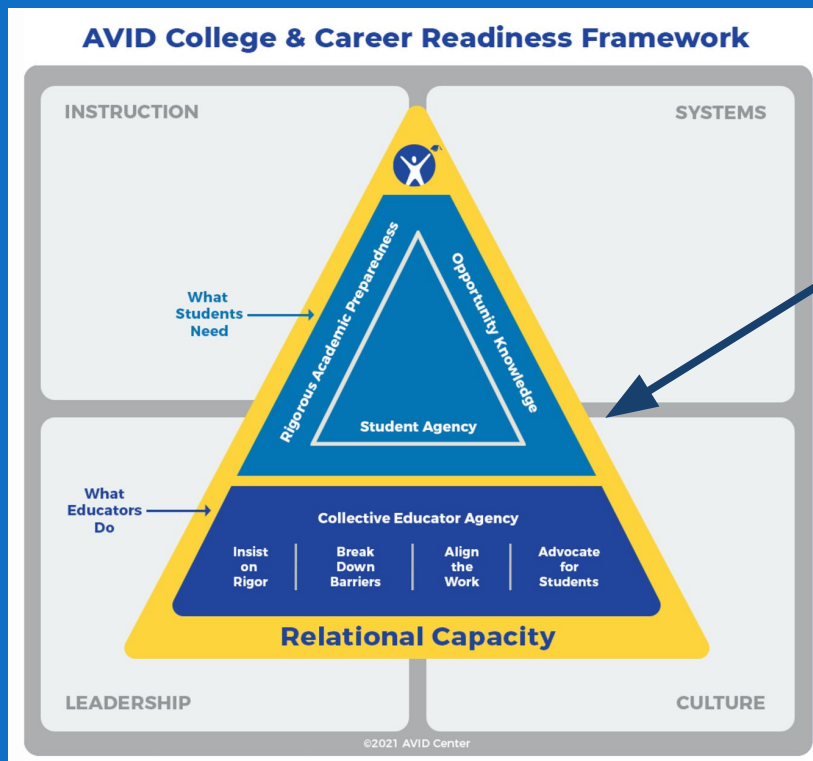 AVID College & Career Readiness Framework
INSTRUCTION
SYSTEMS
What
Students
Need
Rigorous Academic Preparedness
Opportunity Knowledge
Student Agency
What
Educators
Do
Collective Educator Agency
Insist
on
Rigor
Break
Down
Barriers
Align
the
Work
Advocate
for
Students
Relational Capacity
LEADERSHIP
CULTURE
©2021 AVID Center